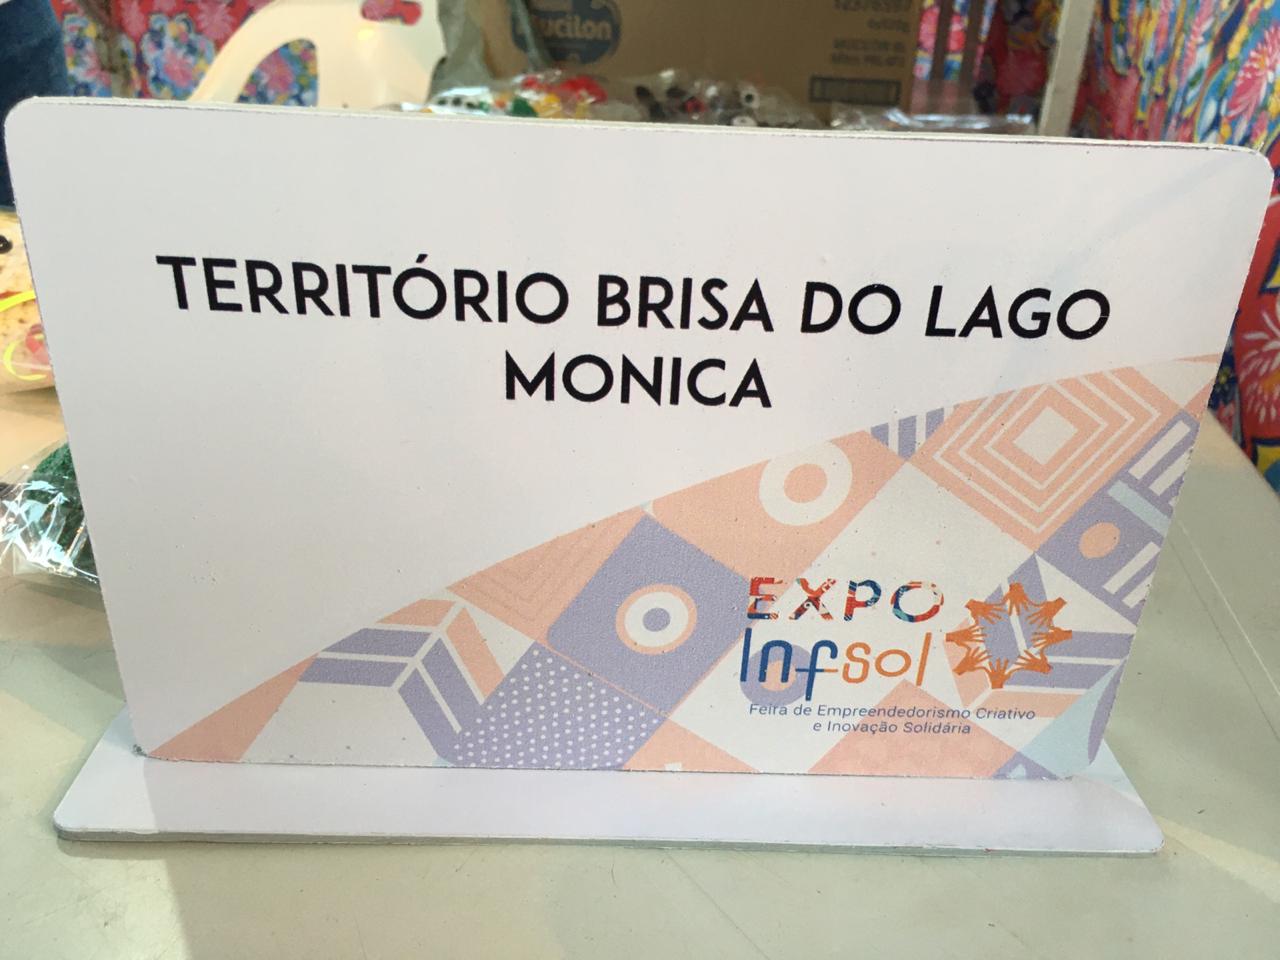 TERRITÓRIO BRISA DO LAGO
MONICA
EXPO
Infsol
Feira de Empreendedorismo Criativo
e Inovação Solidária